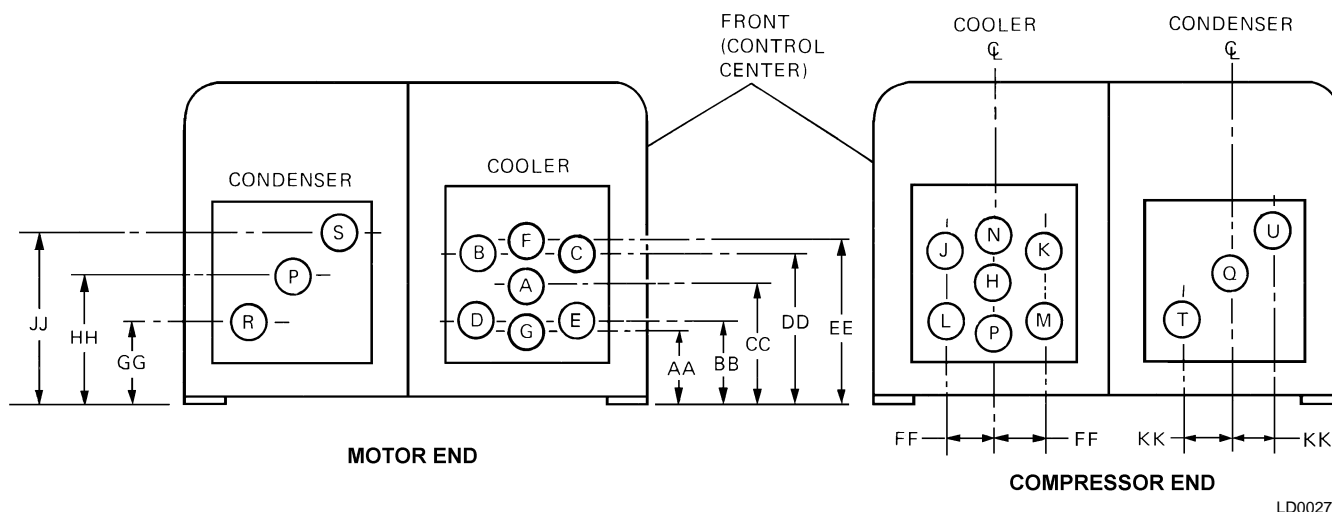 FRONT
(CONTROL
CENTER)
COOLER
℄
CONDENSER
℄
CONDENSER
COOLER
S
P
R
F
B
C
A
D
E
G
N
J
K
H
L
M
P
U
Q
T
JJ
HH
GG
AA
BB
CC
DD
EE
FF
FF
KK
KK
MOTOR END
COMPRESSOR END
LD0027